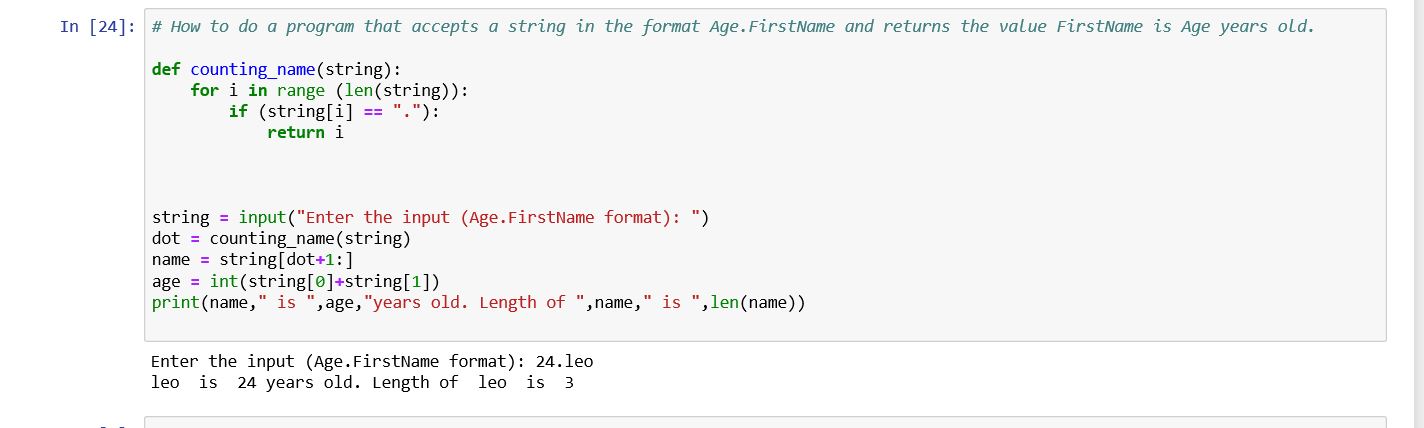 In [24]: # How to do a program that accepts a string in the format Age.FirstName and returns the value FirstName is Age years old.
def counting_name(string):
    for i in range (len(string)):
        if (string[i] == "."):
            return i
string = input("Enter the input (Age.FirstName format): ")
dot = counting_name(string)
name = string[dot+1:]
age = int(string[0]+string[1])
print(name," is ",age,"years old. Length of ",name," is ",len(name))
Enter the input (Age.FirstName format): 24.leo
leo  is  24 years old. Length of  leo  is  3